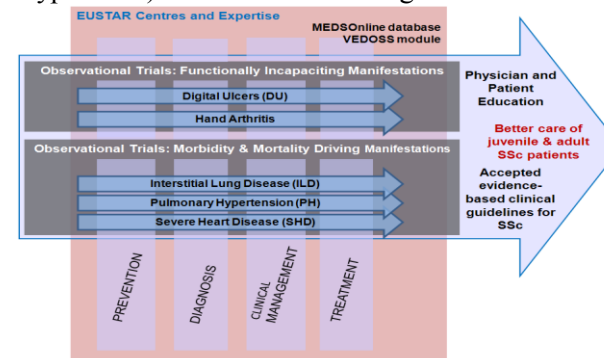 EUSTAR Centres and Expertise
MEDSOnline database
VEDOSS module
Observational Trials: Functionally Incapaciting Manifestations
Digital Ulcers (DU)
Hand Arthritis
Observational Trials: Morbidity & Mortality Driving Manifestations
Interstitial Lung Disease (ILD)
Pulmonary Hypertension (PH)
Severe Heart Disease (SHD)
PREVENTION
DIAGNOSIS
CLINICAL
MANAGEMENT
TREATMENT
Physician and
Patient
Education
Better care of
juvenile & adult
SSc patients
Accepted
evidence-
based clinical
guidelines for
SSc